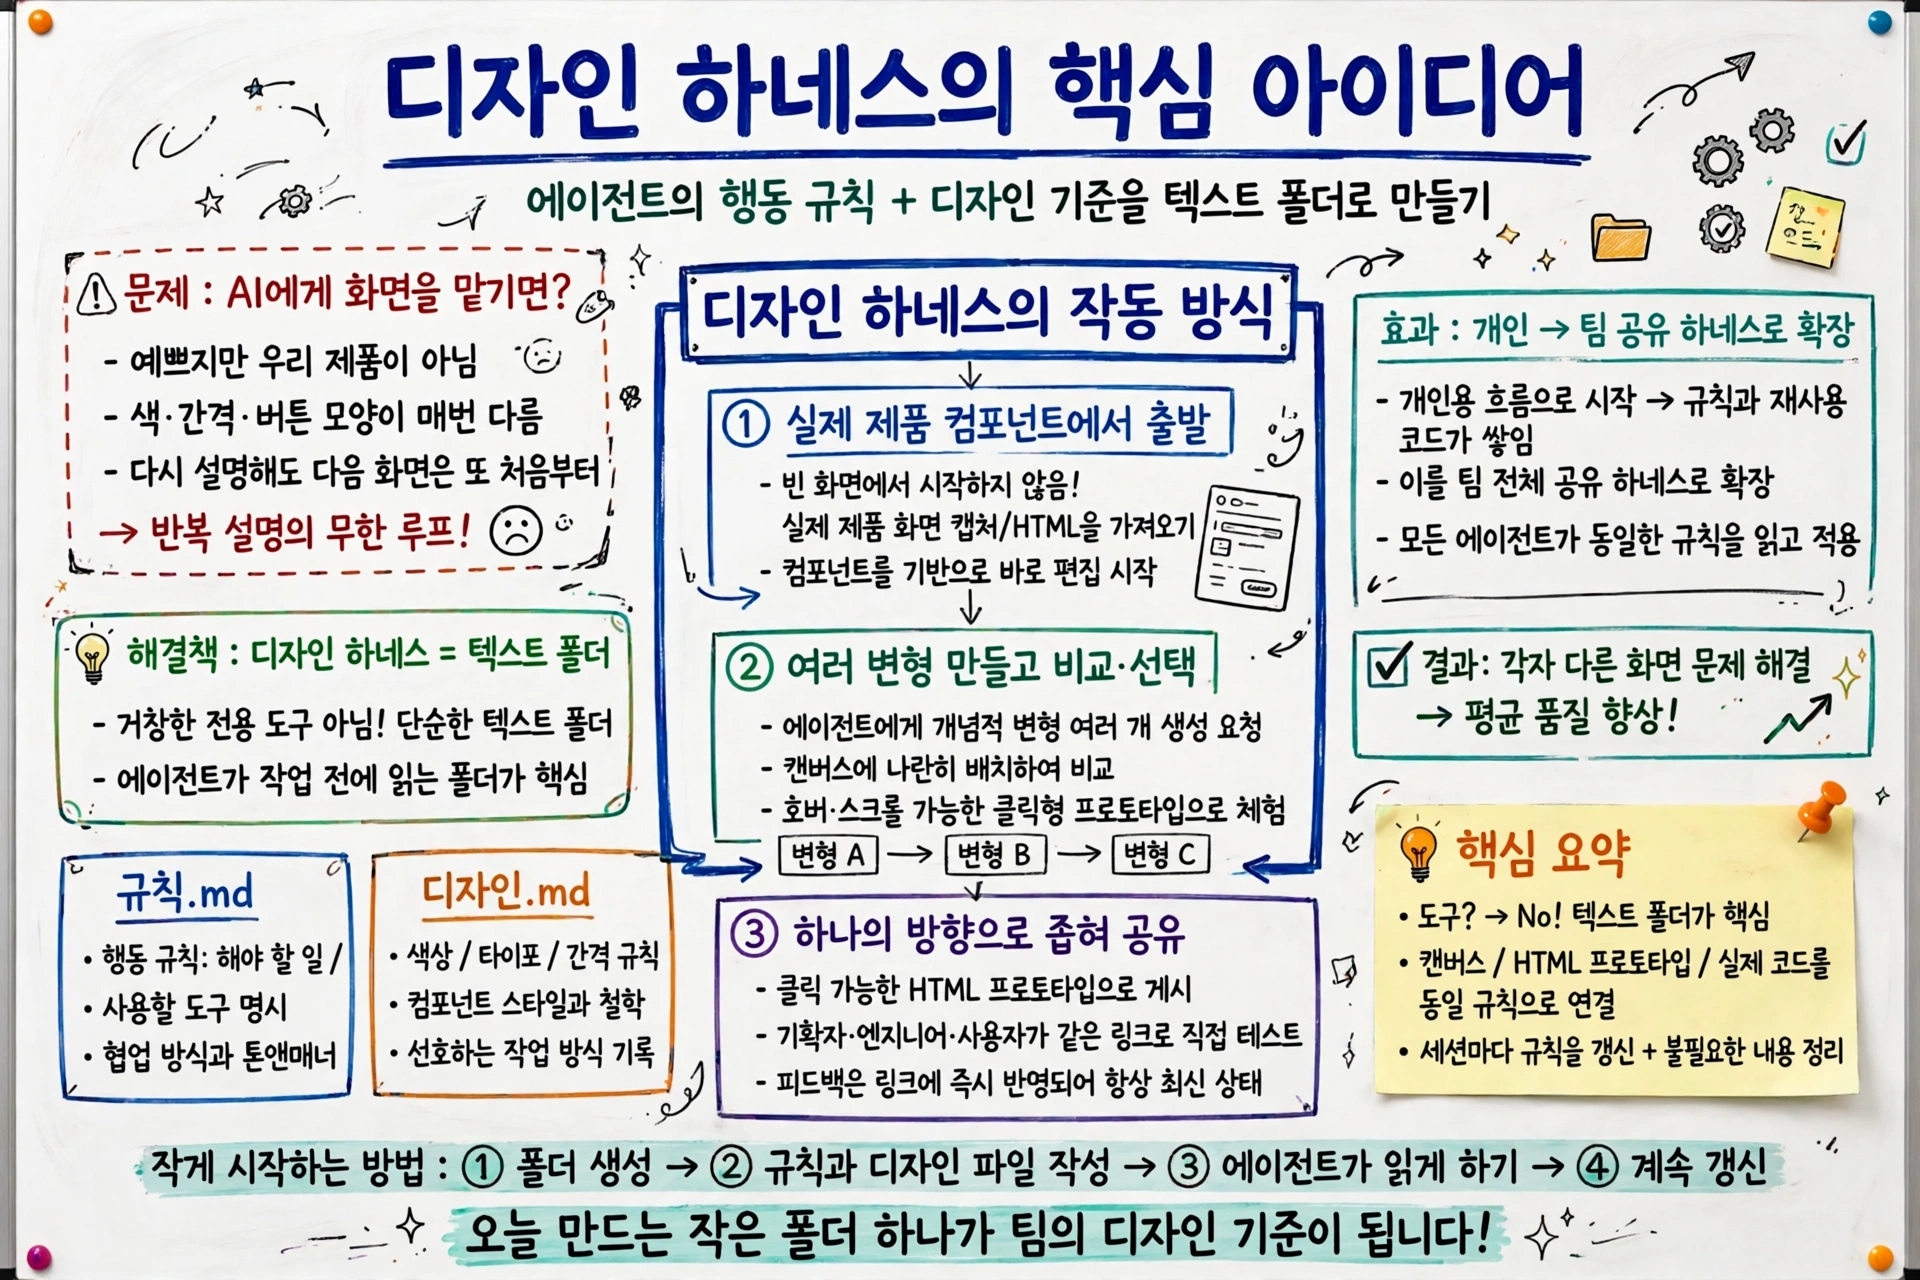 디자인 하네스의 핵심 아이디어
에이전트의 행동 규칙 + 디자인 기준을 텍스트 폴더로 만들기
문제 : AI에게 화면을 맡기면?
- 예쁘지만 우리 제품이 아님
- 색·간격·버튼 모양이 매번 다름
- 다시 설명해도 다음 화면은 또 처음부터
→ 반복 설명의 무한 루프!
해결책 : 디자인 하네스 = 텍스트 폴더
- 거창한 전용 도구 아님! 단순한 텍스트 폴더
- 에이전트가 작업 전에 읽는 폴더가 핵심
규칙.md
• 행동 규칙: 해야 할 일 /
• 사용할 도구 명시
• 협업 방식과 톤앤매너
디자인.md
• 색상 / 타이포 / 간격 규칙
• 컴포넌트 스타일과 철학
• 선호하는 작업 방식 기록
디자인 하네스의 작동 방식
① 실제 제품 컴포넌트에서 출발
- 빈 화면에서 시작하지 않음!
실제 제품 화면 캡처/HTML을 가져오기
- 컴포넌트를 기반으로 바로 편집 시작
② 여러 변형 만들고 비교·선택
- 에이전트에게 개념적 변형 여러 개 생성 요청
- 캔버스에 나란히 배치하여 비교
- 호버·스크롤 가능한 클릭형 프로토타입으로 체험
변형 A → 변형 B → 변형 C
③ 하나의 방향으로 좁혀 공유
- 클릭 가능한 HTML 프로토타입으로 게시
- 기확자·엔지니어·사용자가 같은 링크로 직접 테스트
- 피드백은 링크에 즉시 반영되어 항상 최신 상태
효과 : 개인 → 팀 공유 하네스로 확장
- 개인용 흐름으로 시작 → 규칙과 재사용
코드가 쌓임
- 이를 팀 전체 공유 하네스로 확장
- 모든 에이전트가 동일한 규칙을 읽고 적용
결과: 각자 다른 화면 문제 해결
→ 평균 품질 향상!
핵심 요약
• 도구? → No! 텍스트 폴더가 핵심
• 캔버스 / HTML 프로토타입 / 실제 코드를
동일 규칙으로 연결
• 세션마다 규칙을 갱신 + 불필요한 내용 정리
작게 시작하는 방법 : ① 폴더 생성 → ② 규칙과 디자인 파일 작성 → ③ 에이전트가 읽게 하기 → ④ 계속 갱신
오늘 만드는 작은 폴더 하나가 팀의 디자인 기준이 됩니다!